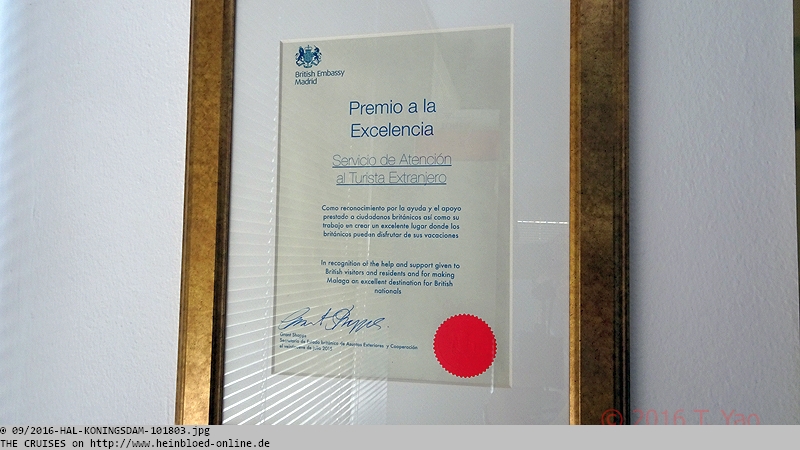 British Embassy
Madrid
Premio a la
Excelencia
Servicio de Atención
al Turista Extranjero
Como reconocimiento por la ayuda y el apoyo
prestado a ciudadanos británicos así como su
trabajo en crear un excelente lugar donde los
británicos puedan disfrutar de sus vacaciones
In recognition of the help and support given to
British visitors and residents and for making
Malaga an excellent destination for British
nationals
Grant Shapps
Secretario de Estado británico de Asuntos Exteriores y Cooperación
de julio 2015
© 2016 T. Yao
© 09/2016-HAL-KONINGSDAM-101803.jpg
THE CRUISES on http://www.heinbloed-online.de